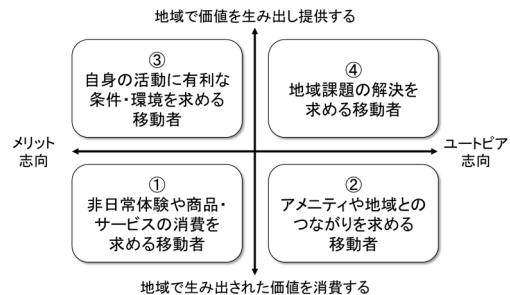 地域で価値を生み出し提供する
③
自身の活動に有利な
条件・環境を求める
移動者
④
地域課題の解決を
求める移動者
メリット
志向
ユートピア
志向
①
非日常体験や商品・
サービスの消費を
求める移動者
②
アメニティや地域との
つながりを求める
移動者
地域で生み出された価値を消費する